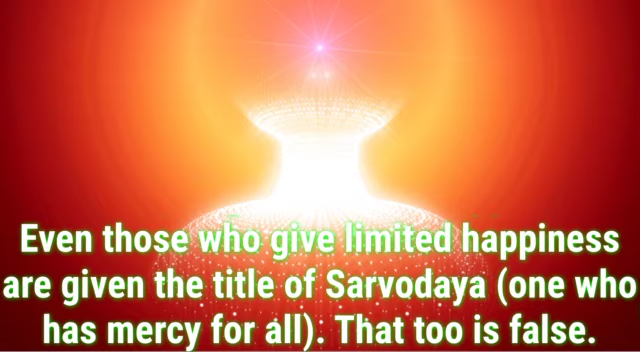 Even those who give limited happiness
are given the title of Sarvodaya (one who
has mercy for all). That too is false.